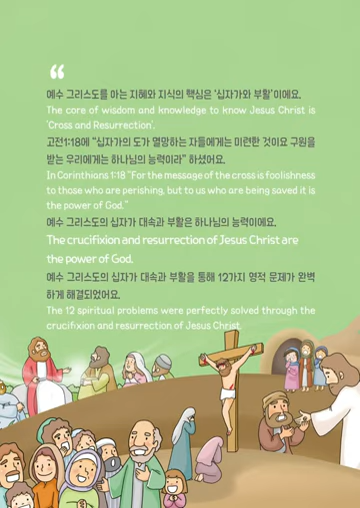 “
예수 그리스도를 아는 지혜와 지식의 핵심은 '십자가와 부활'이에요.
The core of wisdom and knowledge to know Jesus Christ is
'Cross and Resurrection'.
고전1:18에 "십자가의 도가 멸망하는 자들에게는 미련한 것이요 구원을
받는 우리에게는 하나님의 능력이라" 하셨어요.
In Corinthians 1:18 "For the message of the cross is foolishness
to those who are perishing, but to us who are being saved it is
the power of God."
예수 그리스도의 십자가 대속과 부활은 하나님의 능력이에요.
The crucifixion and resurrection of Jesus Christ are
the power of God.
예수 그리스도의 십자가 대속과 부활을 통해 12가지 영적 문제가 완벽
하게 해결되었어요.
The 12 spiritual problems were perfectly solved through the
crucifixion and resurrection of Jesus Christ.